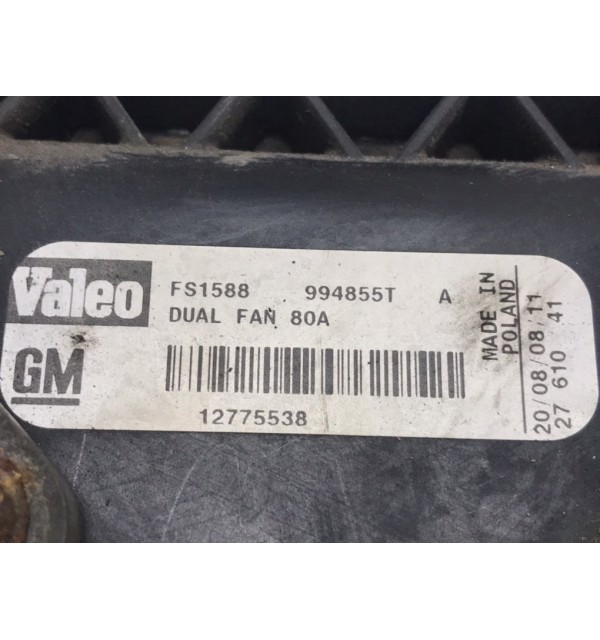 Valeo
FS1588 994855T A
DUAL FAN 80A
GM
12775538
MADE IN
POLAND
20/08/08/11
27 610 41